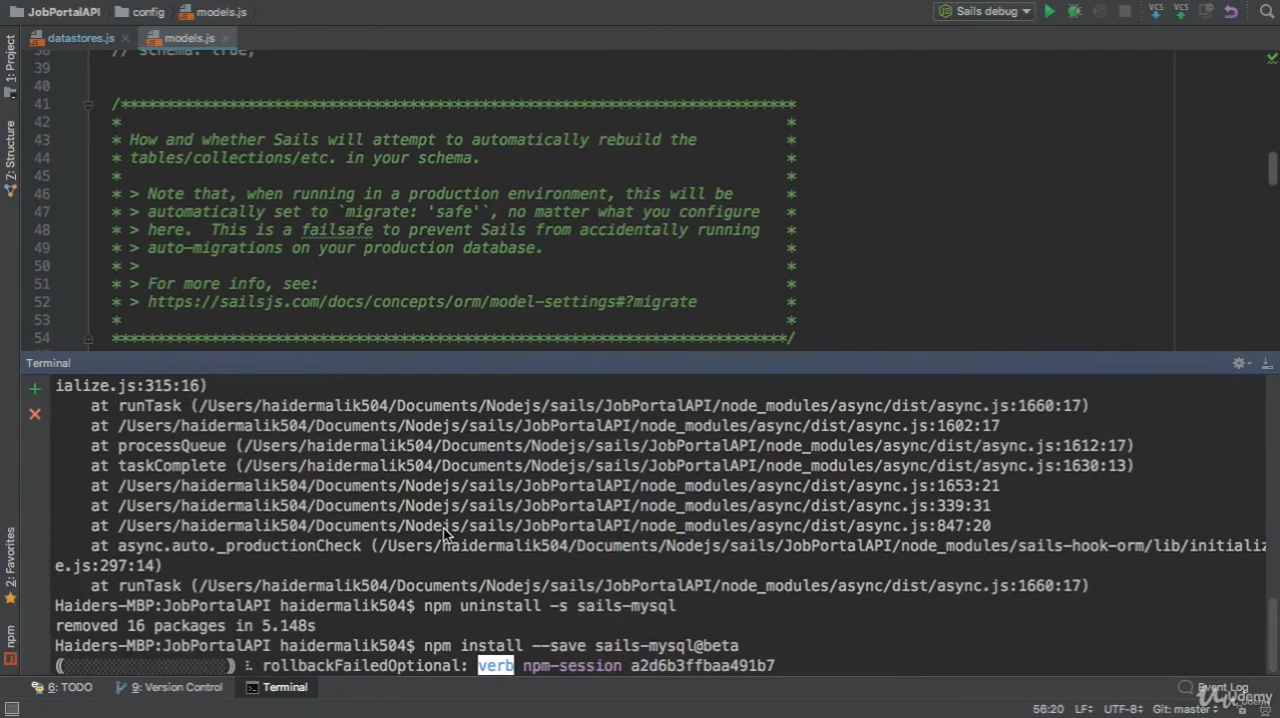 JobPortalAPI config models.js Sails debug VCS VCS
datastores.js models.js
1: Project
7: Structure
2: Favorites
npm
38 // schema: true,
39
40
41 /***************************************************************************
42 * *
43 * How and whether Sails will attempt to automatically rebuild the *
44 * tables/collections/etc. in your schema. *
45 * *
46 * > Note that, when running in a production environment, this will be *
47 * > automatically set to `migrate: 'safe'`, no matter what you configure *
48 * > here. This is a failsafe to prevent Sails from accidentally running *
49 * > auto-migrations on your production database. *
50 * > *
51 * > For more info, see: *
52 * > https://sailsjs.com/docs/concepts/orm/model-settings#?migrate *
53 * *
54 ***************************************************************************/
Terminal
ialize.js:315:16)
at runTask (/Users/haidermalik504/Documents/Nodejs/sails/JobPortalAPI/node_modules/async/dist/async.js:1660:17)
at /Users/haidermalik504/Documents/Nodejs/sails/JobPortalAPI/node_modules/async/dist/async.js:1602:17
at processQueue (/Users/haidermalik504/Documents/Nodejs/sails/JobPortalAPI/node_modules/async/dist/async.js:1612:17)
at taskComplete (/Users/haidermalik504/Documents/Nodejs/sails/JobPortalAPI/node_modules/async/dist/async.js:1630:13)
at /Users/haidermalik504/Documents/Nodejs/sails/JobPortalAPI/node_modules/async/dist/async.js:1653:21
at /Users/haidermalik504/Documents/Nodejs/sails/JobPortalAPI/node_modules/async/dist/async.js:339:31
at /Users/haidermalik504/Documents/Nodejs/sails/JobPortalAPI/node_modules/async/dist/async.js:847:20
at async.auto._productionCheck (/Users/haidermalik504/Documents/Nodejs/sails/JobPortalAPI/node_modules/sails-hook-orm/lib/initializ
e.js:297:14)
at runTask (/Users/haidermalik504/Documents/Nodejs/sails/JobPortalAPI/node_modules/async/dist/async.js:1660:17)
Haiders-MBP:JobPortalAPI haidermalik504$ npm uninstall -s sails-mysql
removed 16 packages in 5.148s
Haiders-MBP:JobPortalAPI haidermalik504$ npm install --save sails-mysql@beta
rollbackFailedOptional: verb npm-session a2d6b3ffbaa491b7
6: TODO 9: Version Control Terminal Event Log
Udemy
56:20 LF÷ UTF-8÷ Git: master÷